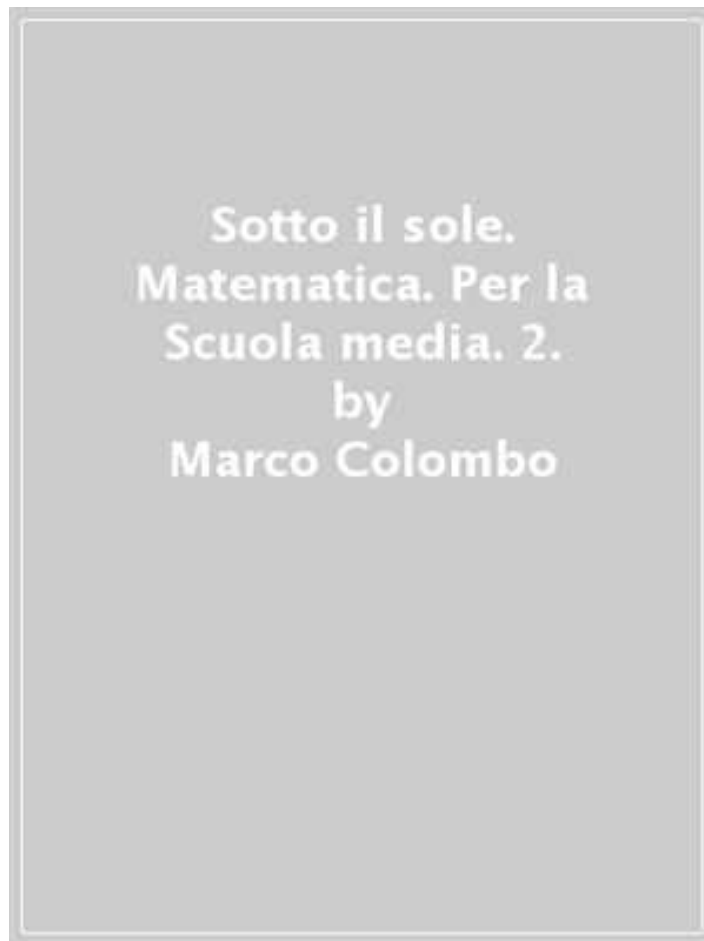 Sotto il sole.
Matematica. Per la
Scuola media. 2.
by
Marco Colombo